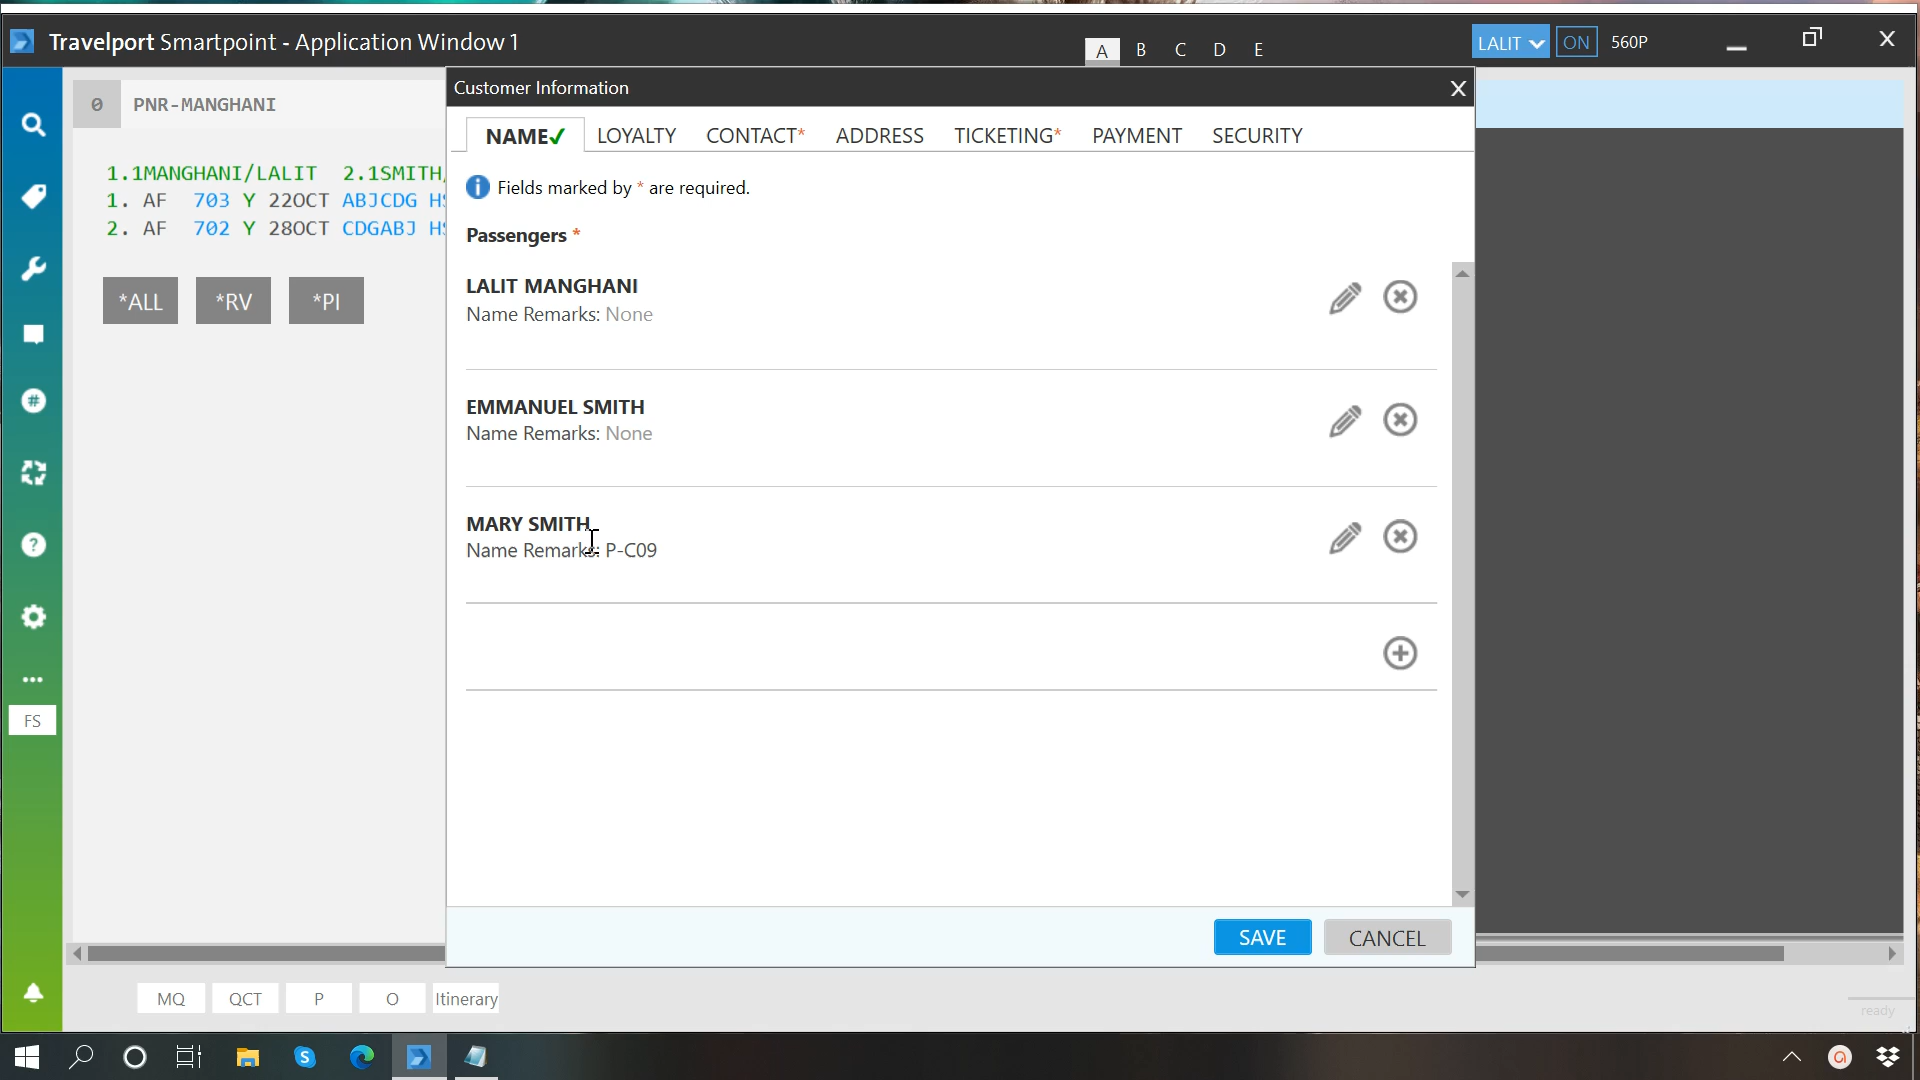 Travelport Smartpoint - Application Window 1
A B C D E
LALIT ON 560P
0 PNR-MANGHANI
1.1MANGHANI/LALIT 2.1SMITH/
1. AF 703 Y 22OCT ABJCDG HS
2. AF 702 Y 28OCT CDGABJ HS
*ALL *RV *PI
FS
Customer Information X
NAME✓ LOYALTY CONTACT* ADDRESS TICKETING* PAYMENT SECURITY
Fields marked by * are required.
Passengers *
LALIT MANGHANI
Name Remarks: None
EMMANUEL SMITH
Name Remarks: None
MARY SMITH
Name Remarks: P-C09
SAVE CANCEL
MQ QCT P O Itinerary
ready